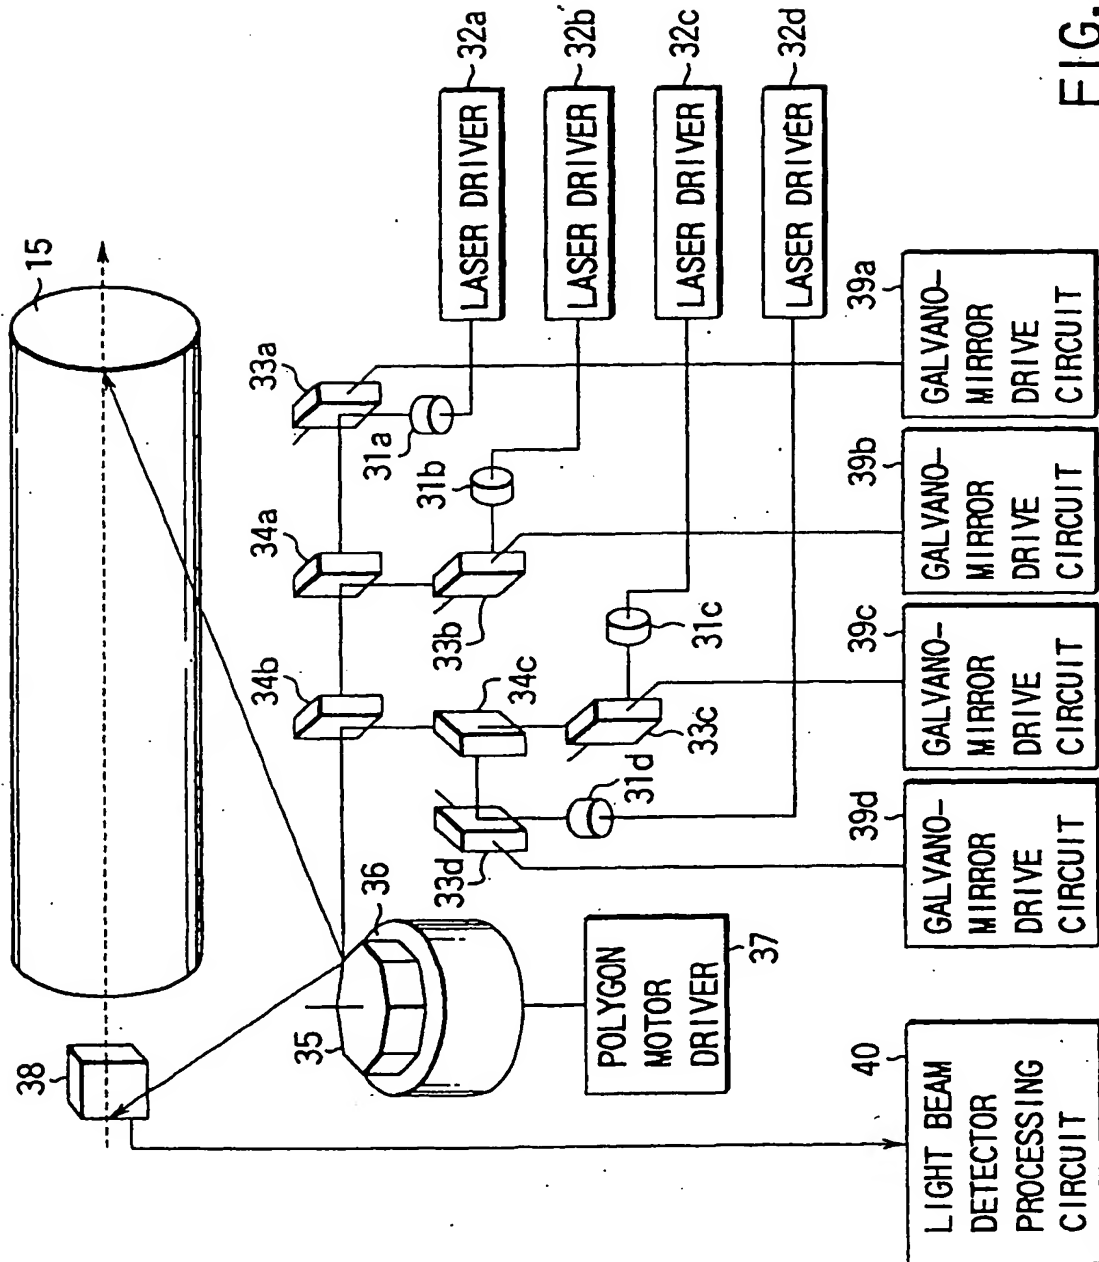 38
15
35
36
POLYGON
MOTOR
DRIVER
37
34b
34a
33a
31a
31b
33b
34c
33d
31d
33c
31c
LASER DRIVER
32a
LASER DRIVER
32b
LASER DRIVER
32c
LASER DRIVER
32d
40
LIGHT BEAM
DETECTOR
PROCESSING
CIRCUIT
39d
GALVANO-
MIRROR
DRIVE
CIRCUIT
39c
GALVANO-
MIRROR
DRIVE
CIRCUIT
39b
GALVANO-
MIRROR
DRIVE
CIRCUIT
39a
GALVANO-
MIRROR
DRIVE
CIRCUIT
FIG.